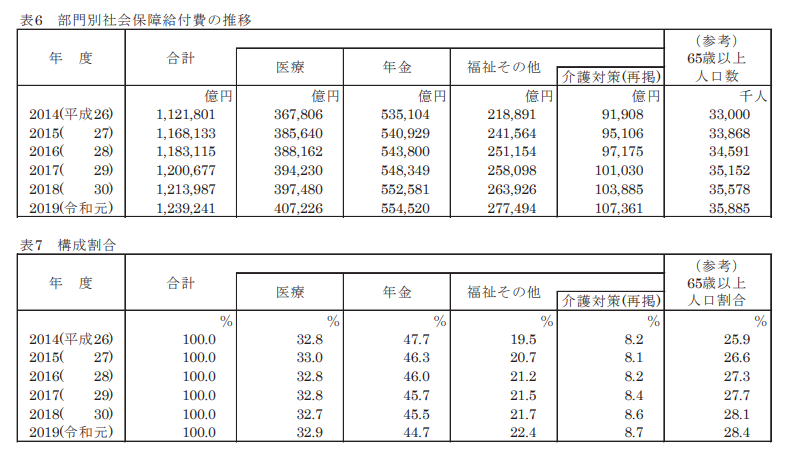 表6 部門別社会保障給付費の推移
年 度 合計 医療 年金 福祉その他 介護対策(再掲) (参考) 65歳以上 人口数
億円 億円 億円 億円 億円 千人
2014(平成26) 1,121,801 367,806 535,104 218,891 91,908 33,000
2015( 27) 1,168,133 385,640 540,929 241,564 95,106 33,868
2016( 28) 1,183,115 388,162 543,800 251,154 97,175 34,591
2017( 29) 1,200,677 394,230 548,349 258,098 101,030 35,152
2018( 30) 1,213,987 397,480 552,581 263,926 103,885 35,578
2019(令和元) 1,239,241 407,226 554,520 277,494 107,361 35,885
表7 構成割合
年 度 合計 医療 年金 福祉その他 介護対策(再掲) (参考) 65歳以上 人口割合
% % % % % %
2014(平成26) 100.0 32.8 47.7 19.5 8.2 25.9
2015( 27) 100.0 33.0 46.3 20.7 8.1 26.6
2016( 28) 100.0 32.8 46.0 21.2 8.2 27.3
2017( 29) 100.0 32.8 45.7 21.5 8.4 27.7
2018( 30) 100.0 32.7 45.5 21.7 8.6 28.1
2019(令和元) 100.0 32.9 44.7 22.4 8.7 28.4